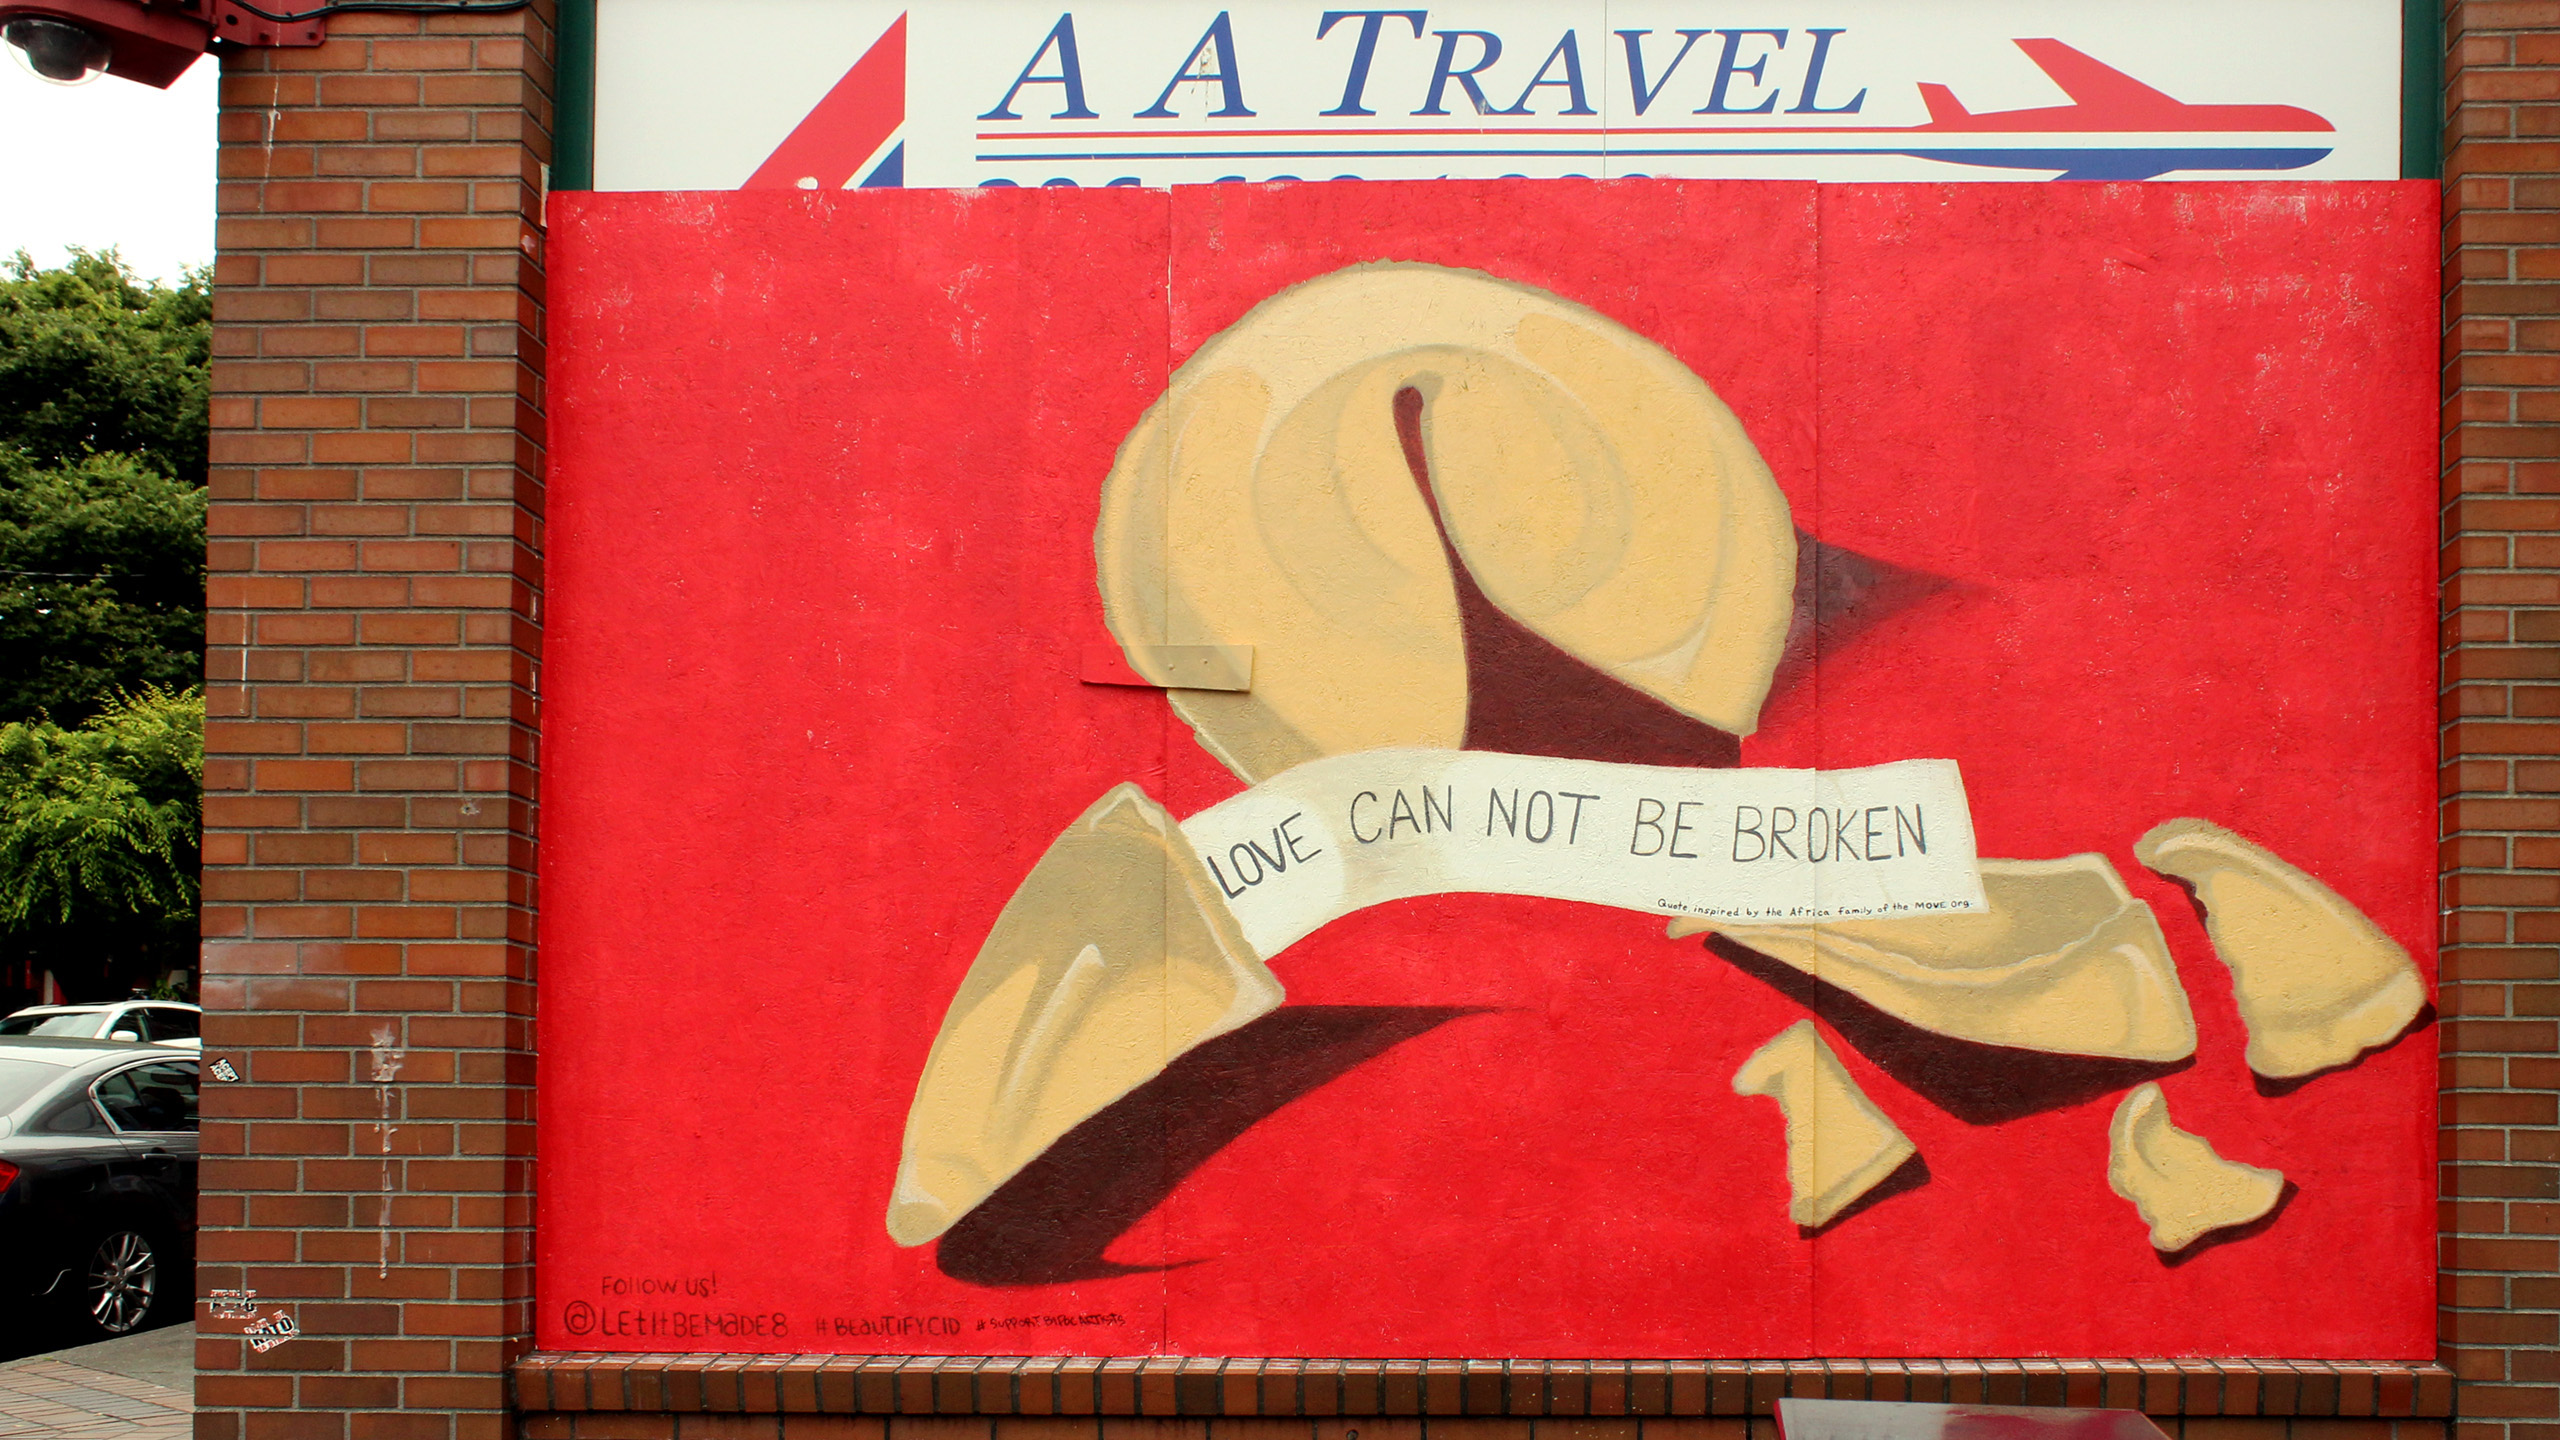 A A TRAVEL
LOVE CAN NOT BE BROKEN
Quote, inspired by the Africa family of the MOVE org.
Follow us!
@LEtItBEMADE8 #BEAUTIFYCID #SUPPORTBIPOCARTISTS